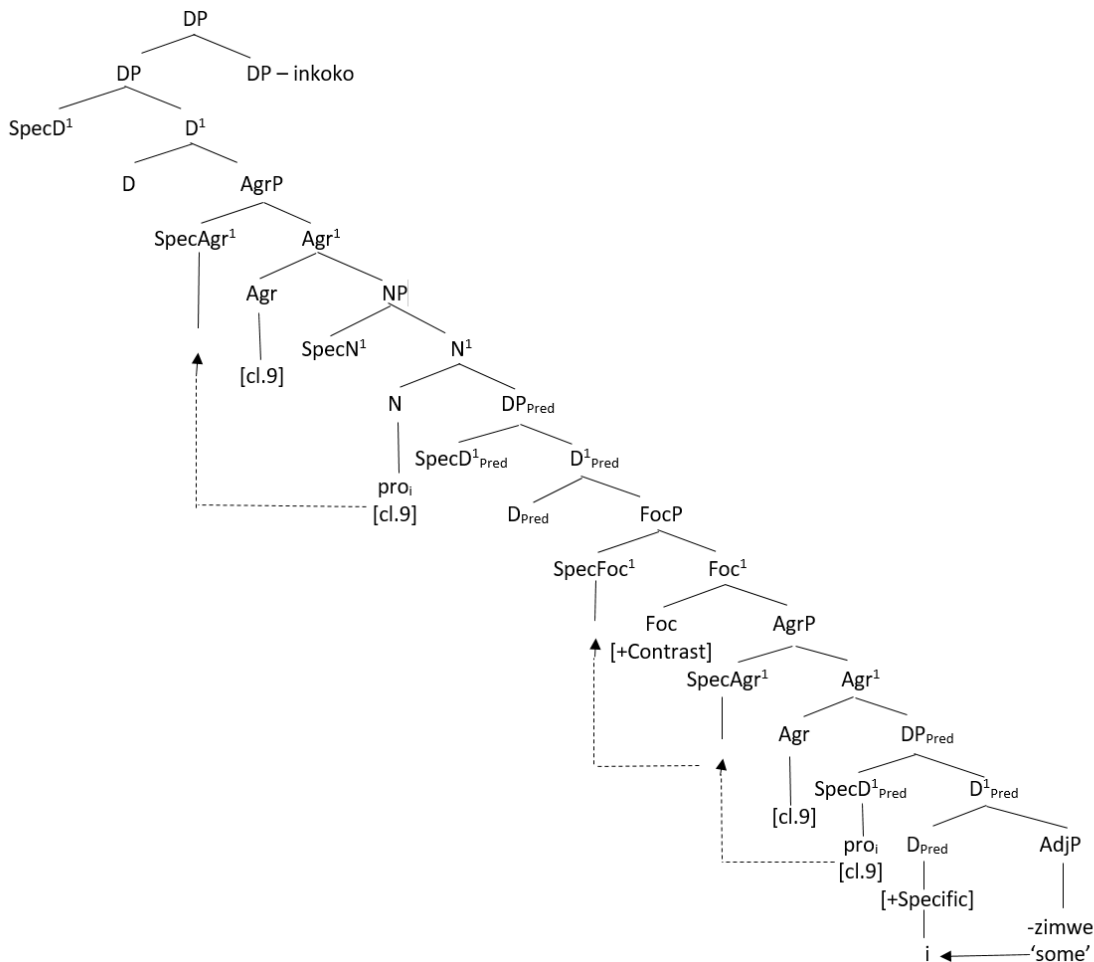 DP
DP DP – inkoko
SpecD¹ D¹
D AgrP
SpecAgr¹ Agr¹
Agr NP
SpecN¹ N¹
[cl.9]
N DPPred
SpecD¹Pred D¹Pred
proᵢ
[cl.9] DPred FocP
SpecFoc¹ Foc¹
Foc AgrP
[+Contrast]
SpecAgr¹ Agr¹
Agr DPPred
SpecD¹Pred D¹Pred
[cl.9]
proᵢ DPred AdjP
[cl.9]
[+Specific]
-zimwe
i ‘some’